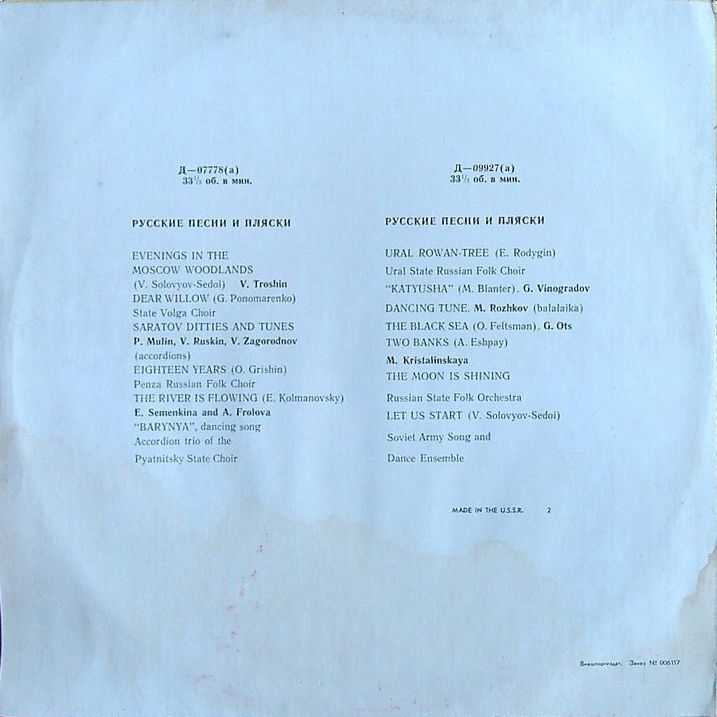 Д—07778(а)
33⅓ об. в мин.
РУССКИЕ ПЕСНИ И ПЛЯСКИ
EVENINGS IN THE
MOSCOW WOODLANDS
(V. Solovyov-Sedoi) V. Troshin
DEAR WILLOW (G. Ponomarenko)
State Volga Choir
SARATOV DITTIES AND TUNES
P. Mulin, V. Ruskin, V. Zagorodnov
(accordions)
EIGHTEEN YEARS (O. Grishin)
Penza Russian Folk Choir
THE RIVER IS FLOWING (E. Kolmanovsky)
E. Semenkina and A. Frolova
"BARYNYA", dancing song
Accordion trio of the
Pyatnitsky State Choir
Д—09927(а)
33⅓ об. в мин.
РУССКИЕ ПЕСНИ И ПЛЯСКИ
URAL ROWAN-TREE (E. Rodygin)
Ural State Russian Folk Choir
"KATYUSHA" (M. Blanter). G. Vinogradov
DANCING TUNE. M. Rozhkov (balalaika)
THE BLACK SEA (O. Feltsman). G. Ots
TWO BANKS (A. Eshpay)
M. Kristalinskaya
THE MOON IS SHINING
Russian State Folk Orchestra
LET US START (V. Solovyov-Sedoi)
Soviet Army Song and
Dance Ensemble
MADE IN THE U.S.S.R. 2
Внешторгиздат. Заказ № 006117